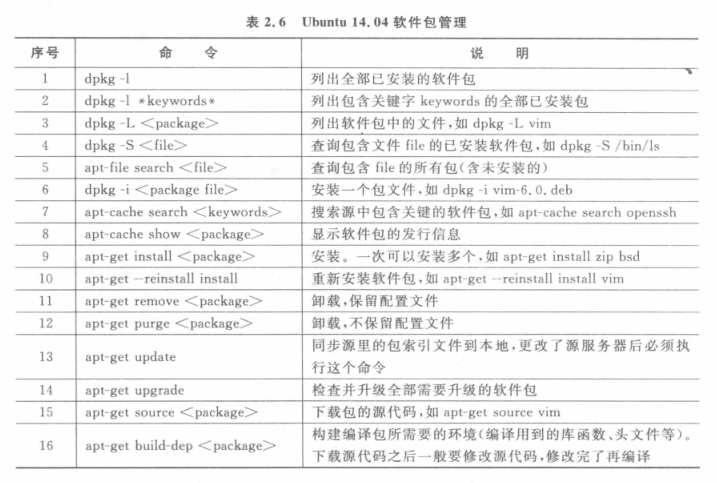 表 2.6 Ubuntu 14.04 软件包管理
序号 命 令 说 明
1 dpkg -l 列出全部已安装的软件包
2 dpkg -l *keywords* 列出包含关键字 keywords 的全部已安装包
3 dpkg -L <package> 列出软件包中的文件,如 dpkg -L vim
4 dpkg -S <file> 查询包含文件 file 的已安装软件包,如 dpkg -S /bin/ls
5 apt-file search <file> 查询包含 file 的所有包(含未安装的)
6 dpkg -i <package file> 安装一个包文件,如 dpkg -i vim-6.0.deb
7 apt-cache search <keywords> 搜索源中包含关键的软件包,如 apt-cache search openssh
8 apt-cache show <package> 显示软件包的发行信息
9 apt-get install <package> 安装。一次可以安装多个,如 apt-get install zip bsd
10 apt-get --reinstall install 重新安装软件包,如 apt-get --reinstall install vim
11 apt-get remove <package> 卸载,保留配置文件
12 apt-get purge <package> 卸载,不保留配置文件
13 apt-get update 同步源里的包索引文件到本地,更改了源服务器后必须执
行这个命令
14 apt-get upgrade 检查并升级全部需要升级的软件包
15 apt-get source <package> 下载包的源代码,如 apt-get source vim
16 apt-get build-dep <package> 构建编译包所需要的环境(编译用到的库函数、头文件等)。
下载源代码之后一般要修改源代码,修改完了再编译